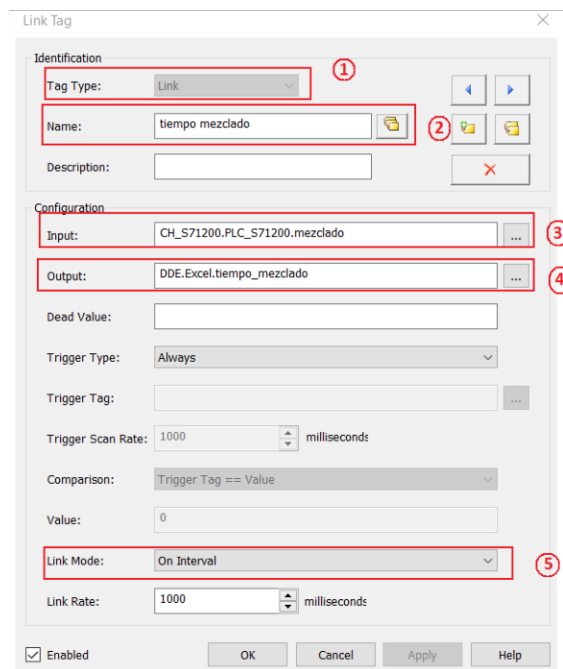 Link Tag
Identification
Tag Type: Link
①
Name: tiempo mezclado
②
Description:
Configuration
Input: CH_S71200.PLC_S71200.mezclado ...
③
Output: DDE.Excel.tiempo_mezclado ...
④
Dead Value:
Trigger Type: Always
Trigger Tag: ...
Trigger Scan Rate: 1000 milliseconds
Comparison: Trigger Tag == Value
Value: 0
Link Mode: On Interval
⑤
Link Rate: 1000 milliseconds
Enabled OK Cancel Apply Help